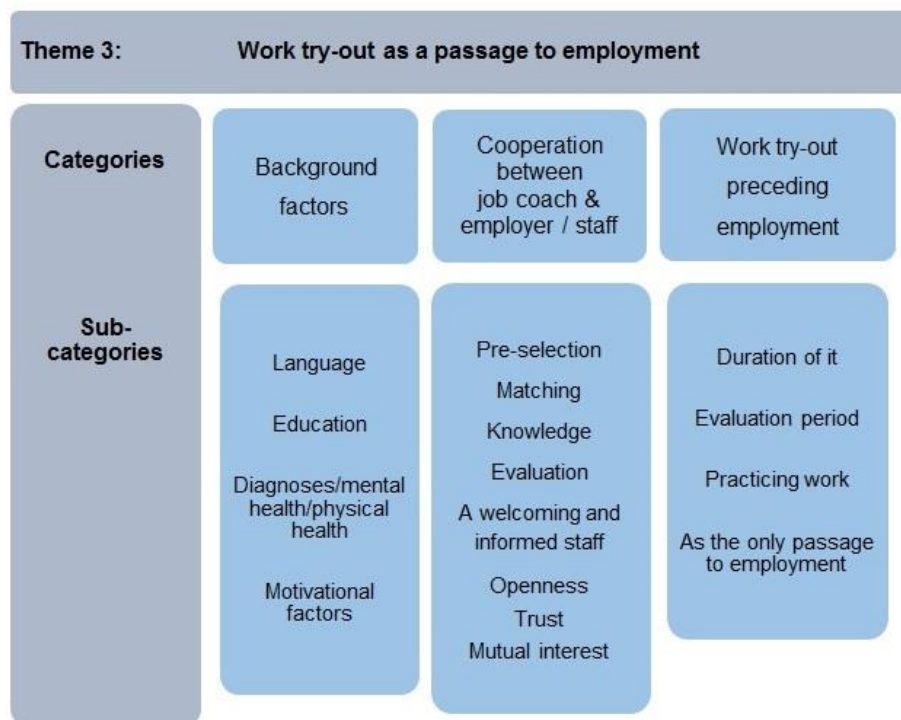 Theme 3: Work try-out as a passage to employment
Categories
Background
factors
Cooperation
between
job coach &
employer / staff
Work try-out
preceding
employment
Sub-
categories
Language
Education
Diagnoses/mental
health/physical
health
Motivational
factors
Pre-selection
Matching
Knowledge
Evaluation
A welcoming and
informed staff
Openness
Trust
Mutual interest
Duration of it
Evaluation period
Practicing work
As the only passage
to employment